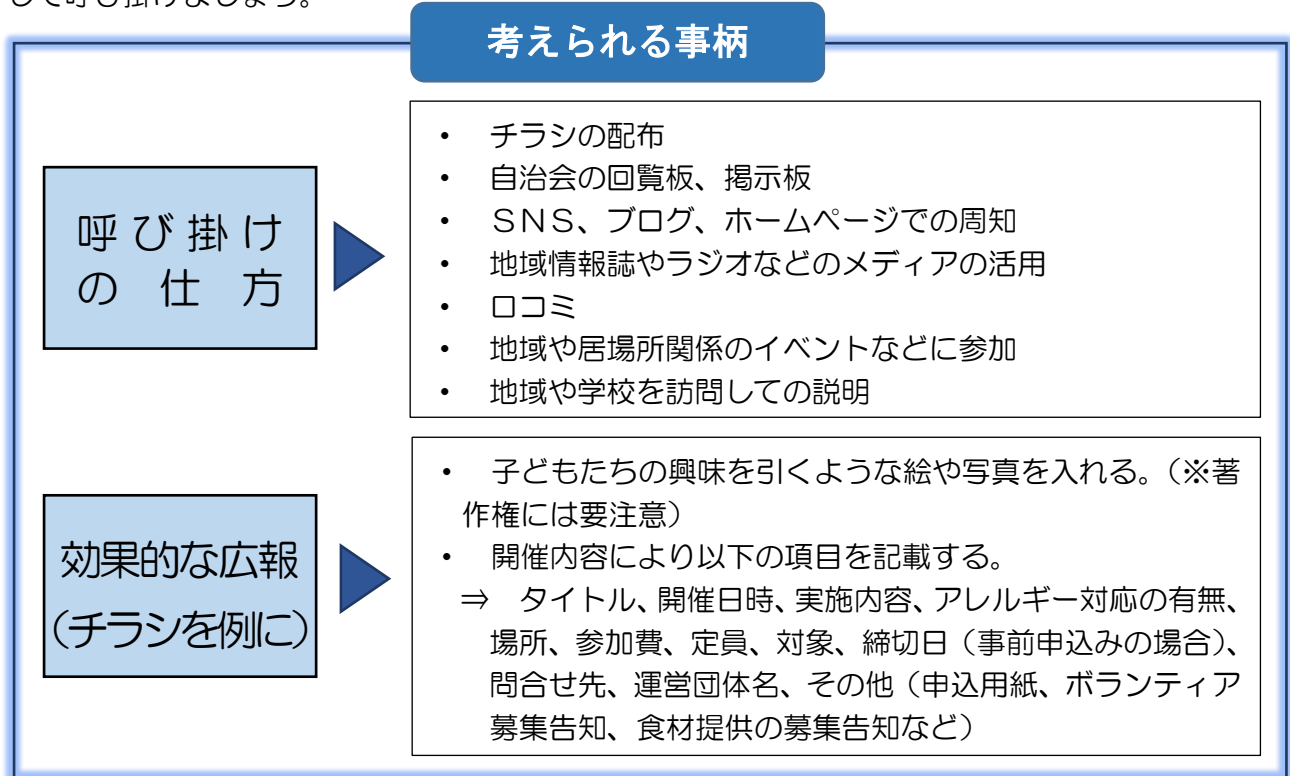 して呼び掛けましょう。
考えられる事柄
呼び掛け
の仕方
• チラシの配布
• 自治会の回覧板、掲示板
• ＳＮＳ、ブログ、ホームページでの周知
• 地域情報誌やラジオなどのメディアの活用
• 口コミ
• 地域や居場所関係のイベントなどに参加
• 地域や学校を訪問しての説明
効果的な広報
（チラシを例に）
• 子どもたちの興味を引くような絵や写真を入れる。（※著
作権には要注意）
• 開催内容により以下の項目を記載する。
⇒ タイトル、開催日時、実施内容、アレルギー対応の有無、
場所、参加費、定員、対象、締切日（事前申込みの場合）、
問合せ先、運営団体名、その他（申込用紙、ボランティア
募集告知、食材提供の募集告知など）